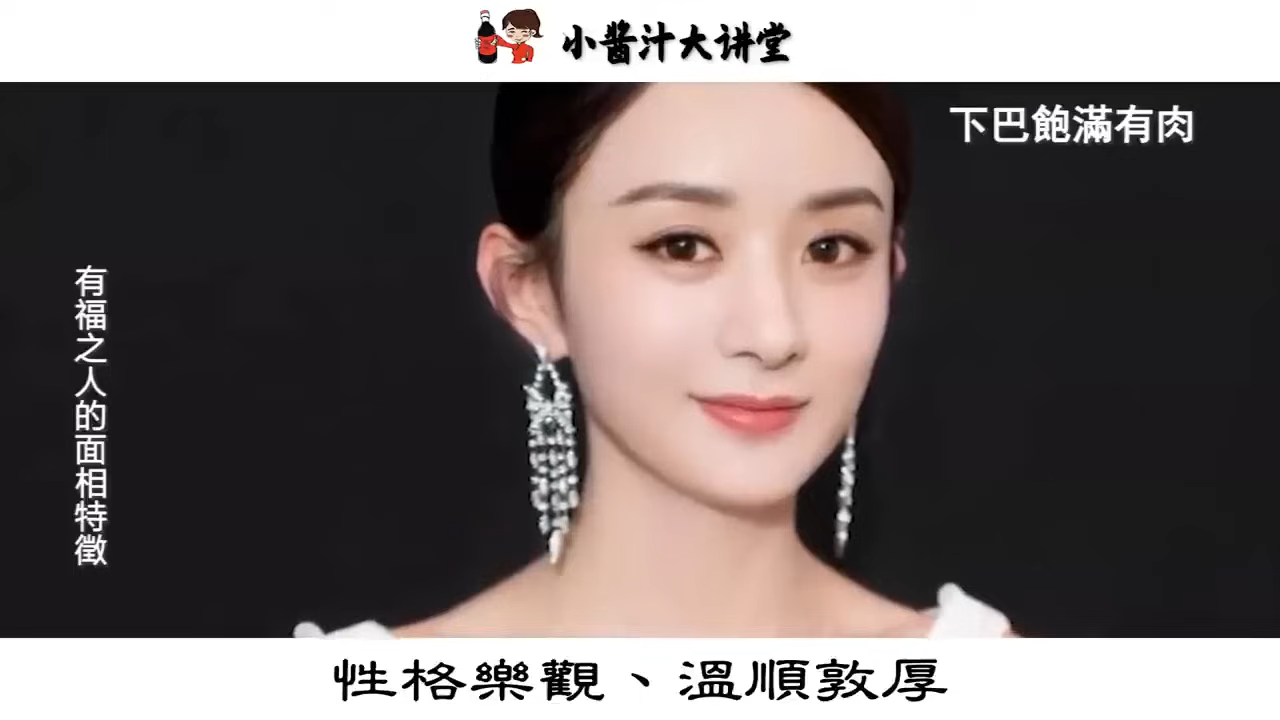 小酱汁大讲堂
下巴飽滿有肉
有福之人的面相特徵
性格樂觀、溫順敦厚